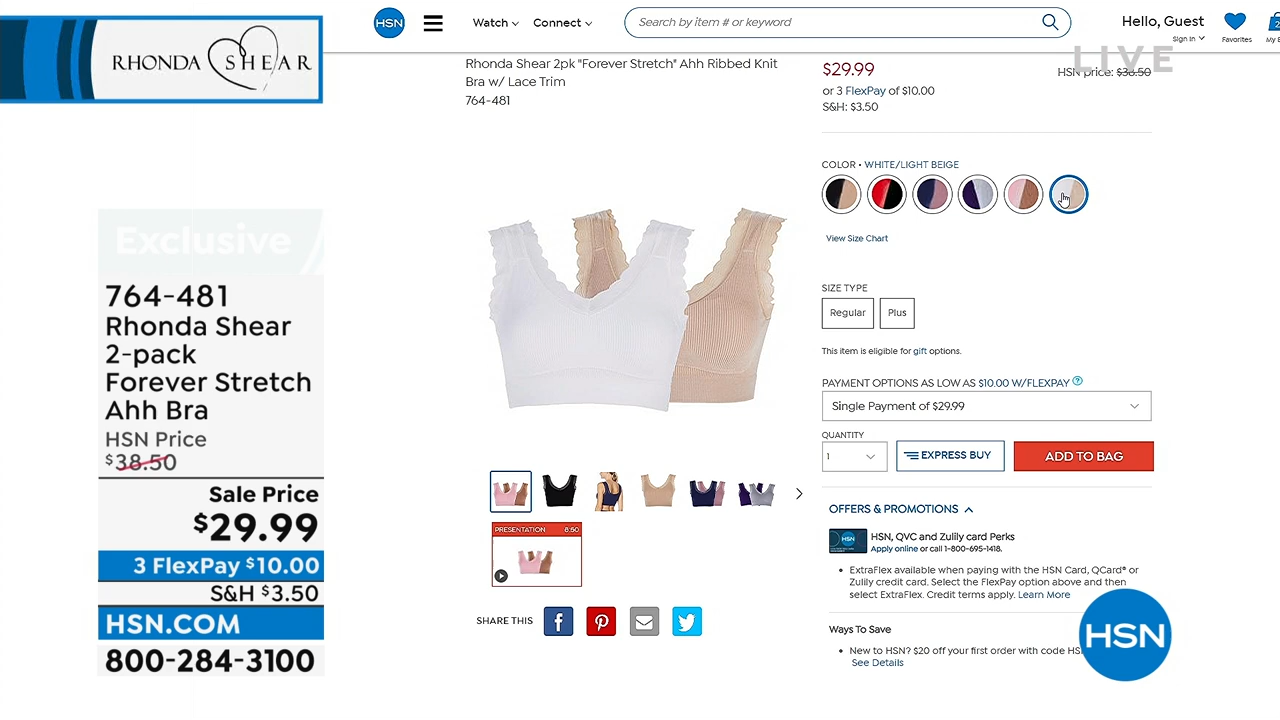 RHONDA SHEAR
HSN
Watch
Connect
Search by item # or keyword
Hello, Guest
Sign In
Favorites
LIVE
Rhonda Shear 2pk "Forever Stretch" Ahh Ribbed Knit
Bra w/ Lace Trim
764-481
$29.99
HSN price: $38.50
or 3 FlexPay of $10.00
S&H: $3.50
COLOR • WHITE/LIGHT BEIGE
View Size Chart
SIZE TYPE
Regular
Plus
This item is eligible for gift options.
PAYMENT OPTIONS AS LOW AS $10.00 W/FLEXPAY ?
Single Payment of $29.99
QUANTITY
1
EXPRESS BUY
ADD TO BAG
OFFERS & PROMOTIONS
HSN
HSN, QVC and Zulily card Perks
Apply online or call 1-800-695-1418.
• ExtraFlex available when paying with the HSN Card, QCard® or
Zulily credit card. Select the FlexPay option above and then
select ExtraFlex. Credit terms apply. Learn More
Ways To Save
• New to HSN? $20 off your first order with code
See Details
HSN
PRESENTATION 8:50
SHARE THIS
Exclusive
764-481
Rhonda Shear
2-pack
Forever Stretch
Ahh Bra
HSN Price
$38.50
Sale Price
$29.99
3 FlexPay $10.00
S&H $3.50
HSN.COM
800-284-3100